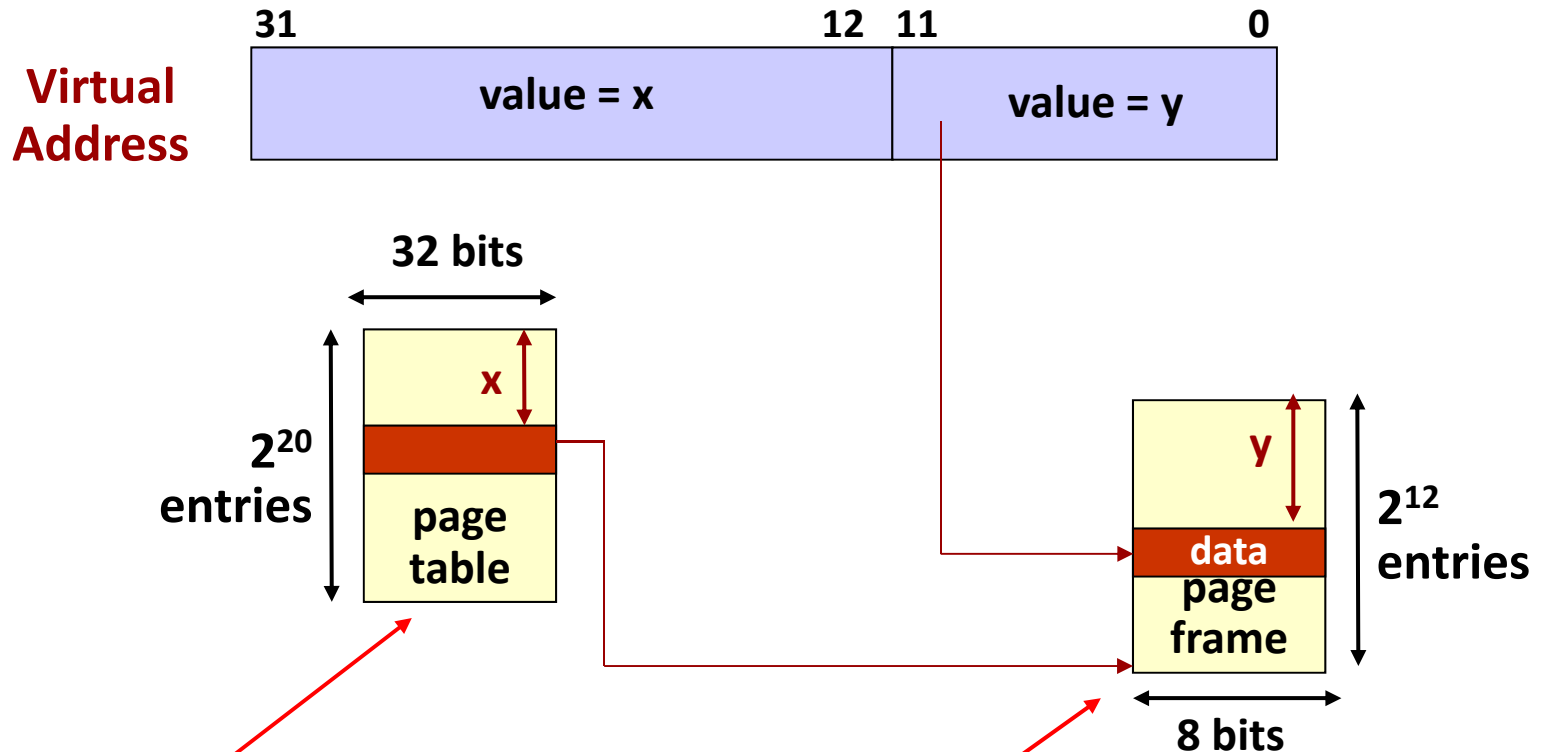 31 12 11 0
Virtual
Address
value = x
value = y
32 bits
x
2²⁰
entries
page
table
y
2¹²
entries
data
page
frame
8 bits